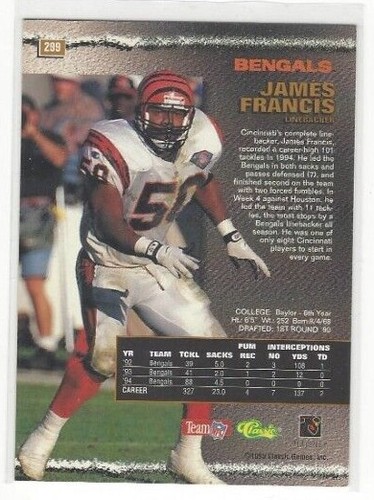 299
BENGALS
JAMES
FRANCIS
LINEBACKER
Cincinnati's complete line-
backer, James Francis,
recorded a career-high 101
tackles in 1994. He led the
Bengals in both sacks and
passes defensed (7), and
finished second on the team
with two forced fumbles. In
Week 4 against Houston, he
led the team with 11 tack-
les, the most stops by a
Bengals linebacker all
season. He was one of
only eight Cincinnati
players to start in
every game.
50
COLLEGE: Baylor - 6th Year
Ht.: 6'5" Wt.: 252 Born 8/4/68
DRAFTED: 1ST ROUND '90
FUM INTERCEPTIONS
YR TEAM TCKL SACKS REC NO YDS TD
'92 Bengals 39 5.0 2 3 108 1
'93 Bengals 41 2.0 1 2 12 0
'94 Bengals 88 4.5 0 0 0
CAREER 327 23.0 4 7 137
Team NFL
Classic
Classic Games, Inc.